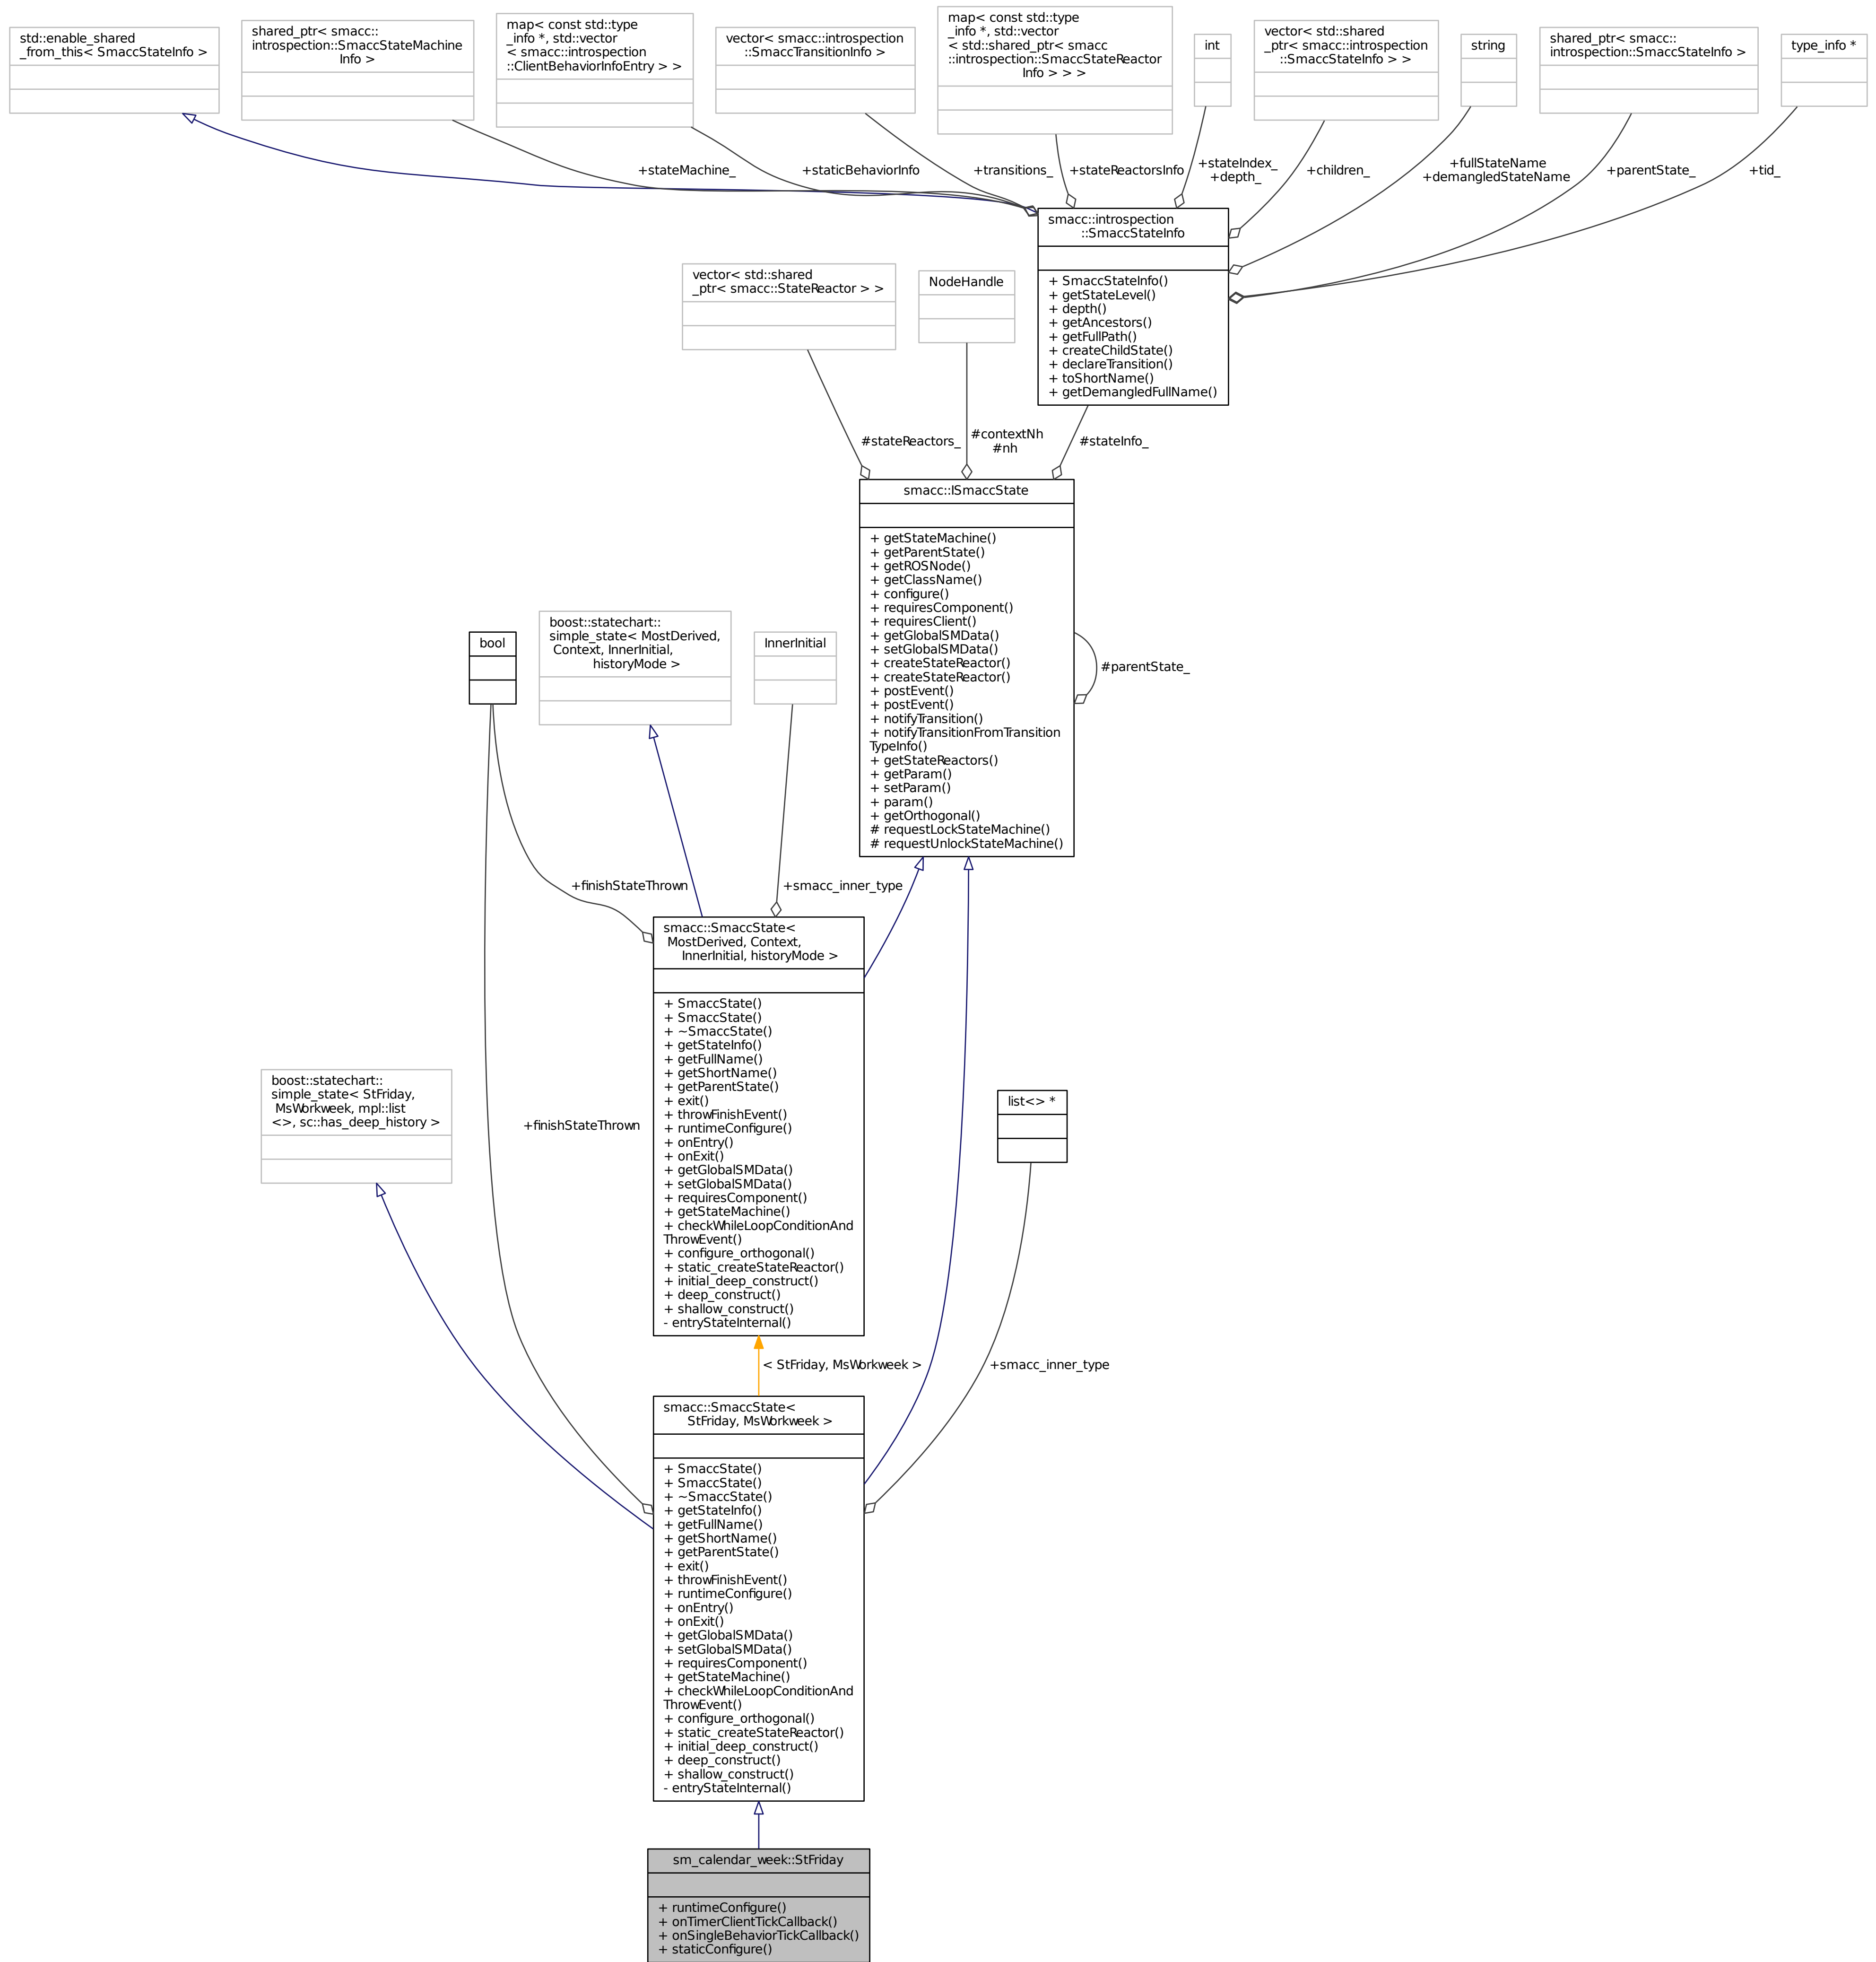 std::enable_shared
_from_this< SmaccStateInfo >
shared_ptr< smacc::
introspection::SmaccStateMachine
Info >
map< const std::type
_info *, std::vector
< smacc::introspection
::ClientBehaviorInfoEntry > >
vector< smacc::introspection
::SmaccTransitionInfo >
map< const std::type
_info *, std::vector
< std::shared_ptr< smacc
::introspection::SmaccStateReactor
Info > > >
int
vector< std::shared
_ptr< smacc::introspection
::SmaccStateInfo > >
string
shared_ptr< smacc::
introspection::SmaccStateInfo >
type_info *
+stateMachine_
+staticBehaviorInfo
+transitions_
+stateReactorsInfo
+stateIndex_
+depth_
+children_
+fullStateName
+demangledStateName
+parentState_
+tid_
smacc::introspection
::SmaccStateInfo
+ SmaccStateInfo()
+ getStateLevel()
+ depth()
+ getAncestors()
+ getFullPath()
+ createChildState()
+ declareTransition()
+ toShortName()
+ getDemangledFullName()
vector< std::shared
_ptr< smacc::StateReactor > >
NodeHandle
#stateReactors_
#contextNh
#nh
#stateInfo_
smacc::ISmaccState
+ getStateMachine()
+ getParentState()
+ getROSNode()
+ getClassName()
+ configure()
+ requiresComponent()
+ requiresClient()
+ getGlobalSMData()
+ setGlobalSMData()
+ createStateReactor()
+ createStateReactor()
+ postEvent()
+ postEvent()
+ notifyTransition()
+ notifyTransitionFromTransition
TypeInfo()
+ getStateReactors()
+ getParam()
+ setParam()
+ param()
+ getOrthogonal()
# requestLockStateMachine()
# requestUnlockStateMachine()
#parentState_
bool
boost::statechart::
simple_state< MostDerived,
Context, InnerInitial,
historyMode >
InnerInitial
+finishStateThrown
+smacc_inner_type
smacc::SmaccState<
MostDerived, Context,
InnerInitial, historyMode >
+ SmaccState()
+ SmaccState()
+ ~SmaccState()
+ getStateInfo()
+ getFullName()
+ getShortName()
+ getParentState()
+ exit()
+ throwFinishEvent()
+ runtimeConfigure()
+ onEntry()
+ onExit()
+ getGlobalSMData()
+ setGlobalSMData()
+ requiresComponent()
+ getStateMachine()
+ checkWhileLoopConditionAnd
ThrowEvent()
+ configure_orthogonal()
+ static_createStateReactor()
+ initial_deep_construct()
+ deep_construct()
+ shallow_construct()
- entryStateInternal()
boost::statechart::
simple_state< StFriday,
MsWorkweek, mpl::list
<>, sc::has_deep_history >
+finishStateThrown
list<> *
< StFriday, MsWorkweek >
+smacc_inner_type
smacc::SmaccState<
StFriday, MsWorkweek >
+ SmaccState()
+ SmaccState()
+ ~SmaccState()
+ getStateInfo()
+ getFullName()
+ getShortName()
+ getParentState()
+ exit()
+ throwFinishEvent()
+ runtimeConfigure()
+ onEntry()
+ onExit()
+ getGlobalSMData()
+ setGlobalSMData()
+ requiresComponent()
+ getStateMachine()
+ checkWhileLoopConditionAnd
ThrowEvent()
+ configure_orthogonal()
+ static_createStateReactor()
+ initial_deep_construct()
+ deep_construct()
+ shallow_construct()
- entryStateInternal()
sm_calendar_week::StFriday
+ runtimeConfigure()
+ onTimerClientTickCallback()
+ onSingleBehaviorTickCallback()
+ staticConfigure()